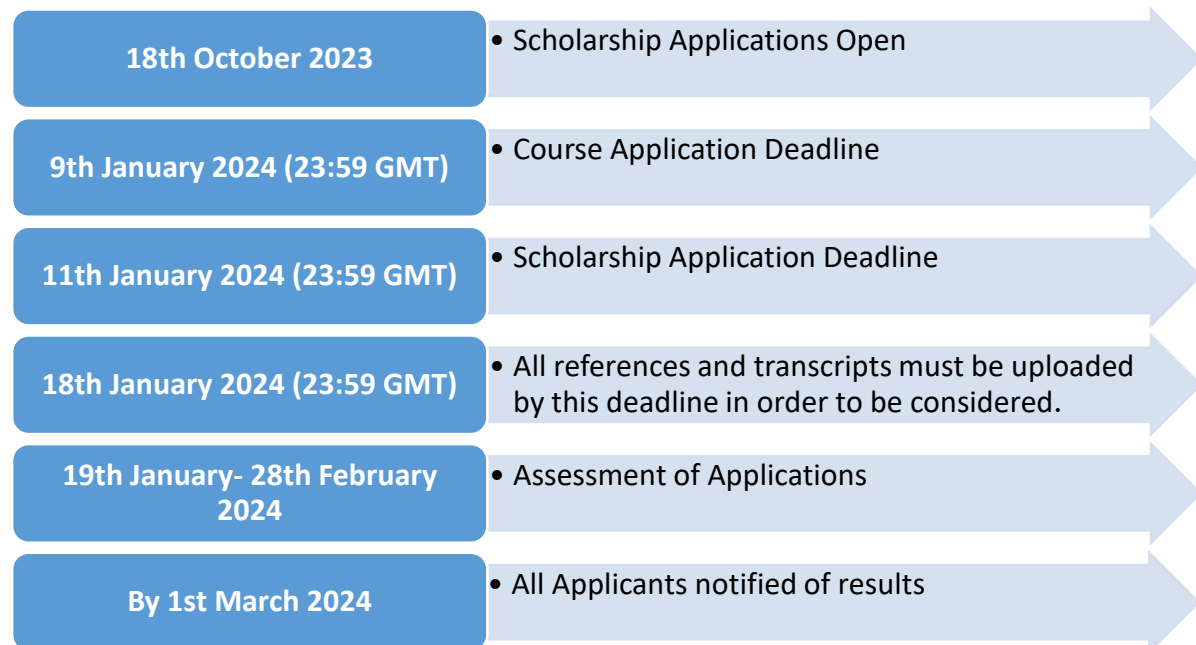 18th October 2023
• Scholarship Applications Open
9th January 2024 (23:59 GMT)
• Course Application Deadline
11th January 2024 (23:59 GMT)
• Scholarship Application Deadline
18th January 2024 (23:59 GMT)
• All references and transcripts must be uploaded
by this deadline in order to be considered.
19th January- 28th February
2024
• Assessment of Applications
By 1st March 2024
• All Applicants notified of results